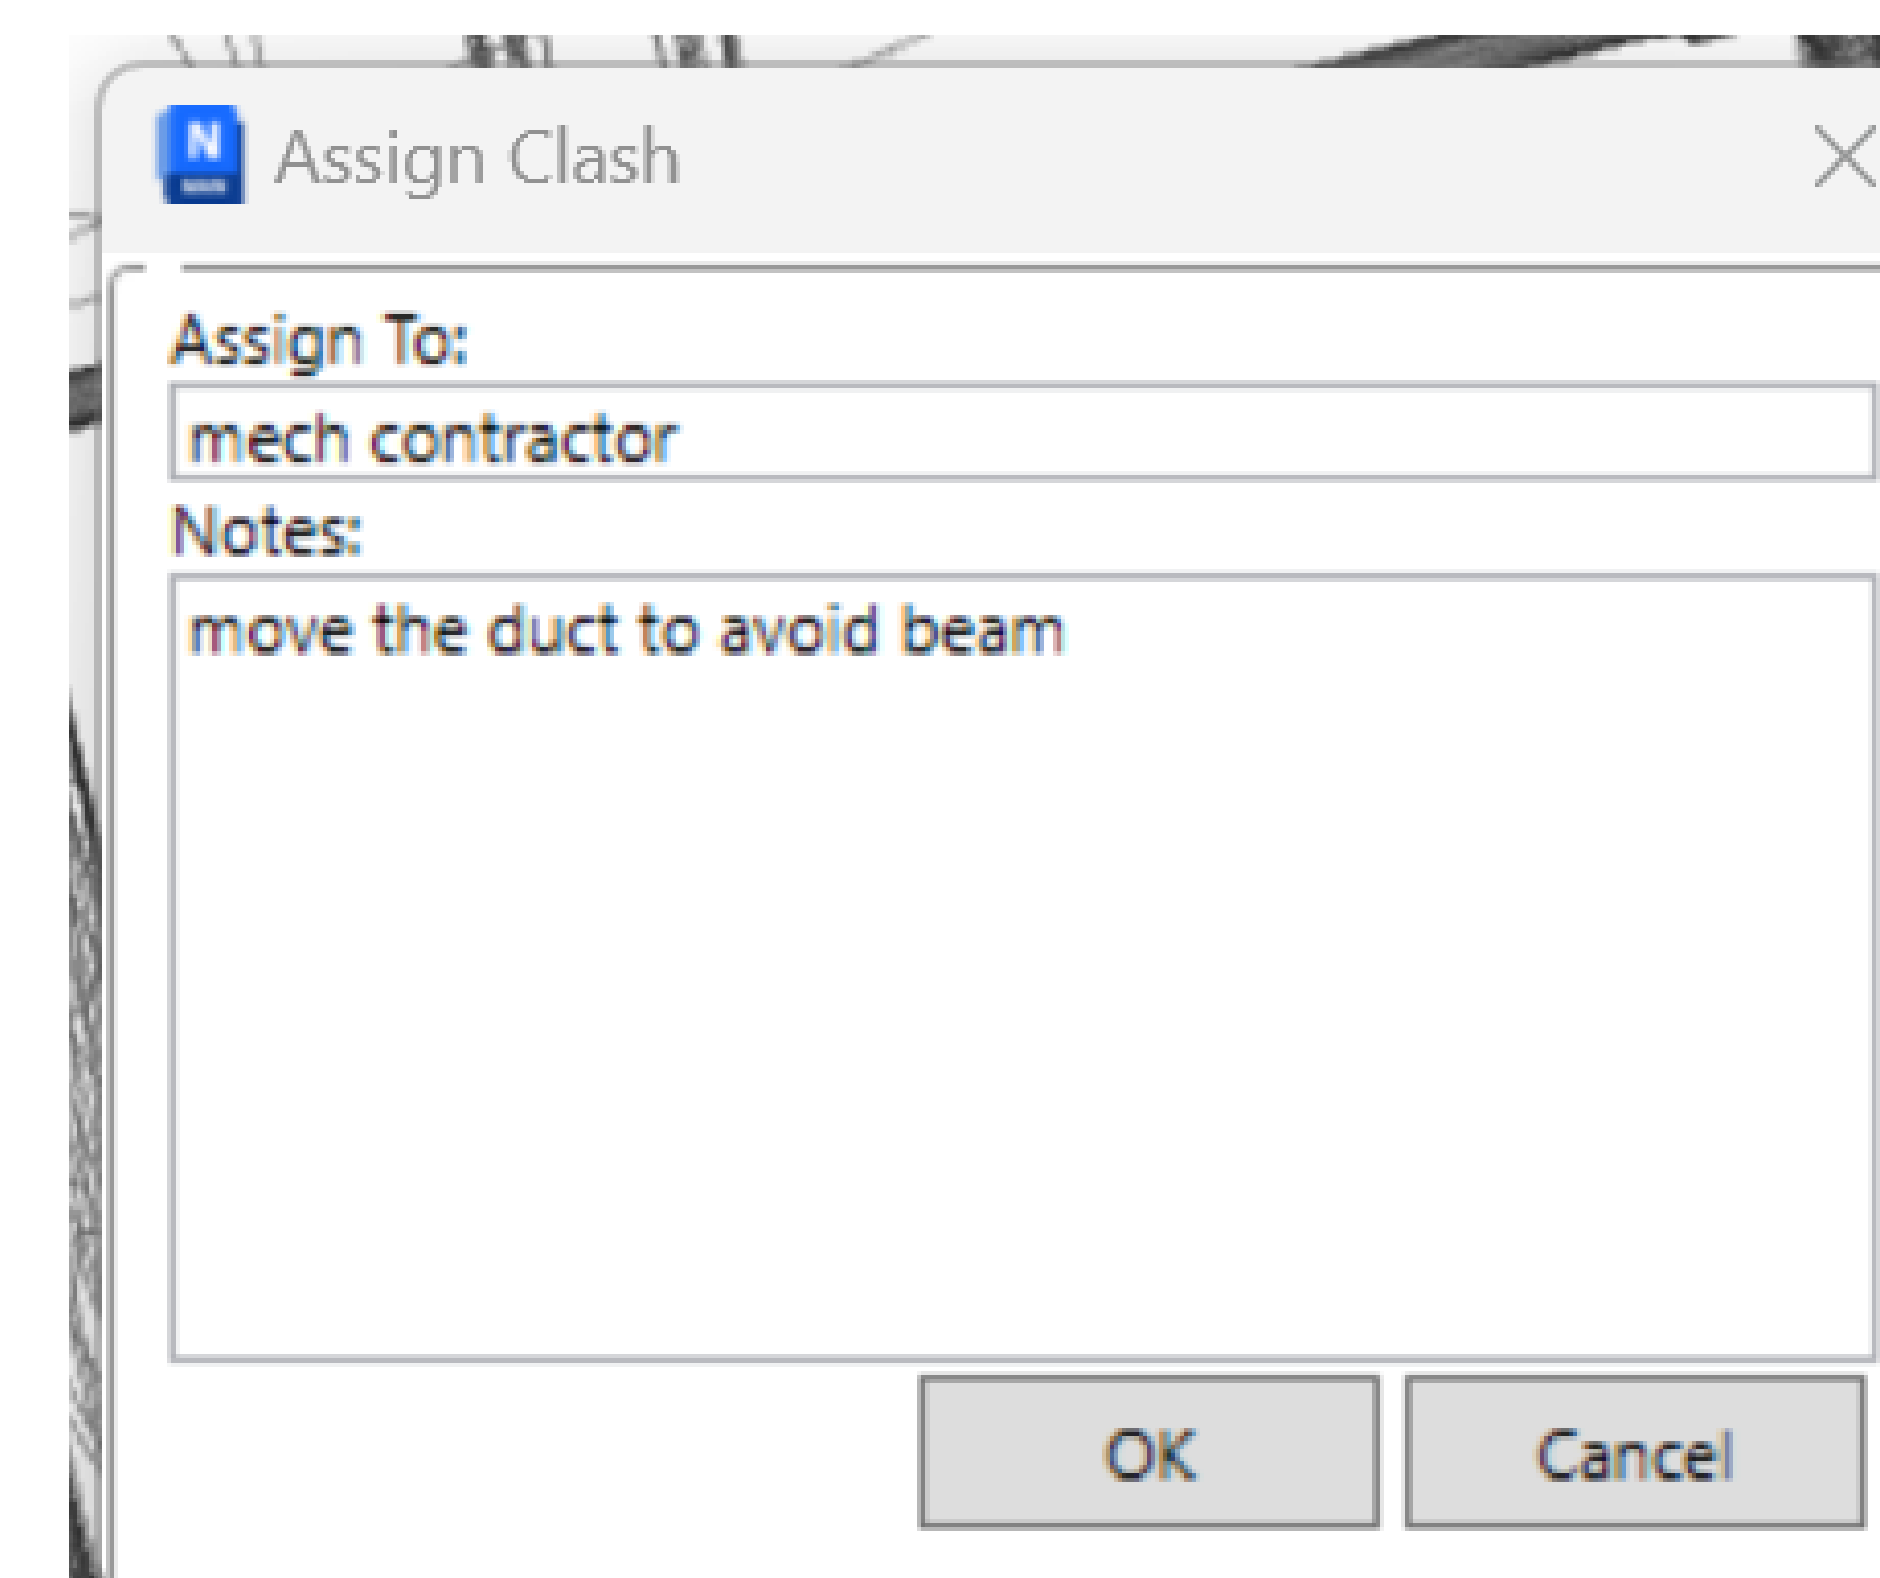 N
Assign Clash
Assign To:
mech contractor
Notes:
move the duct to avoid beam
OK
Cancel